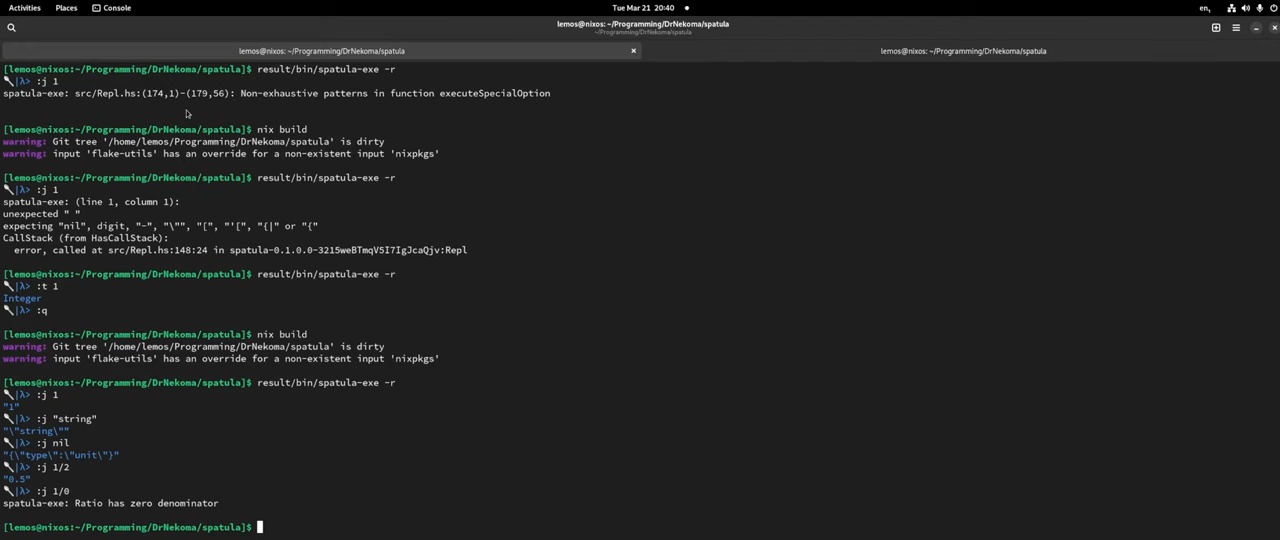 Activities Places Console Tue Mar 21 20:40 en,
lemos@nixos: ~/Programming/DrNekoma/spatula
~/Programming/DrNekoma/spatula
lemos@nixos: ~/Programming/DrNekoma/spatula lemos@nixos: ~/Programming/DrNekoma/spatula
[lemos@nixos:~/Programming/DrNekoma/spatula]$ result/bin/spatula-exe -r
|λ> :j 1
spatula-exe: src/Repl.hs:(174,1)-(179,56): Non-exhaustive patterns in function executeSpecialOption
[lemos@nixos:~/Programming/DrNekoma/spatula]$ nix build
warning: Git tree '/home/lemos/Programming/DrNekoma/spatula' is dirty
warning: input 'flake-utils' has an override for a non-existent input 'nixpkgs'
[lemos@nixos:~/Programming/DrNekoma/spatula]$ result/bin/spatula-exe -r
|λ> :j 1
spatula-exe: (line 1, column 1):
unexpected " "
expecting "nil", digit, "-", "\"", "[", "'[", "{|" or "{"
CallStack (from HasCallStack):
error, called at src/Repl.hs:148:24 in spatula-0.1.0.0-3215weBTmqV5I7IgJcaQjv:Repl
[lemos@nixos:~/Programming/DrNekoma/spatula]$ result/bin/spatula-exe -r
|λ> :t 1
Integer
|λ> :q
[lemos@nixos:~/Programming/DrNekoma/spatula]$ nix build
warning: Git tree '/home/lemos/Programming/DrNekoma/spatula' is dirty
warning: input 'flake-utils' has an override for a non-existent input 'nixpkgs'
[lemos@nixos:~/Programming/DrNekoma/spatula]$ result/bin/spatula-exe -r
|λ> :j 1
"1"
|λ> :j "string"
"\"string\""
|λ> :j nil
"{\"type\":\"unit\"}"
|λ> :j 1/2
"0.5"
|λ> :j 1/0
spatula-exe: Ratio has zero denominator
[lemos@nixos:~/Programming/DrNekoma/spatula]$